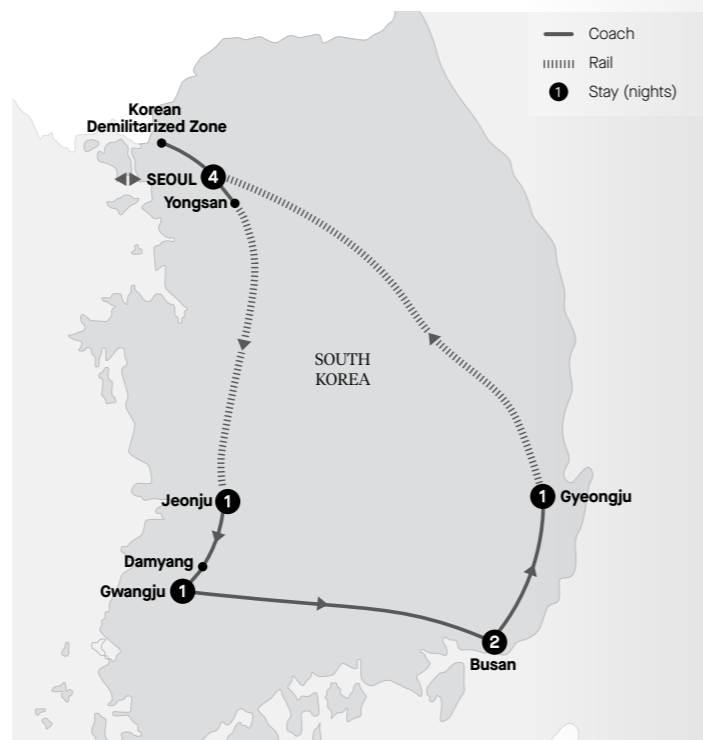 Coach
Rail
1 Stay (nights)
Korean
Demilitarized Zone
SEOUL 4
Yongsan
SOUTH
KOREA
Jeonju 1
1 Gyeongju
Damyang
Gwangju 1
2
Busan